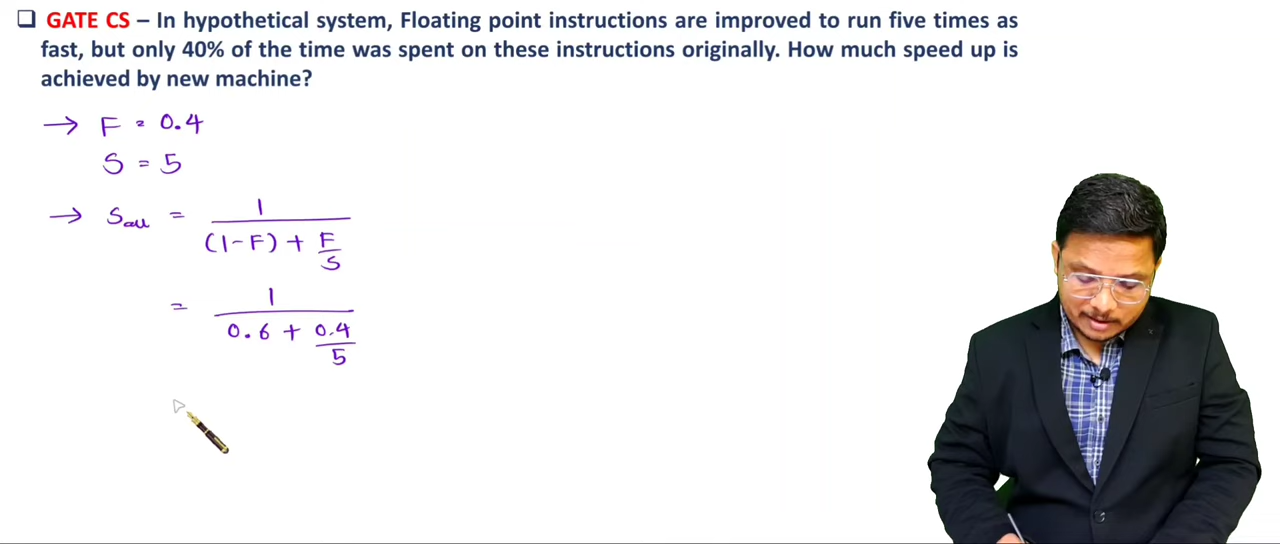 ❑ GATE CS – In hypothetical system, Floating point instructions are improved to run five times as
fast, but only 40% of the time was spent on these instructions originally. How much speed up is
achieved by new machine?
→ F = 0.4
S = 5
→ Sall = 1 / ((1-F) + F/S)
= 1 / (0.6 + 0.4/5)